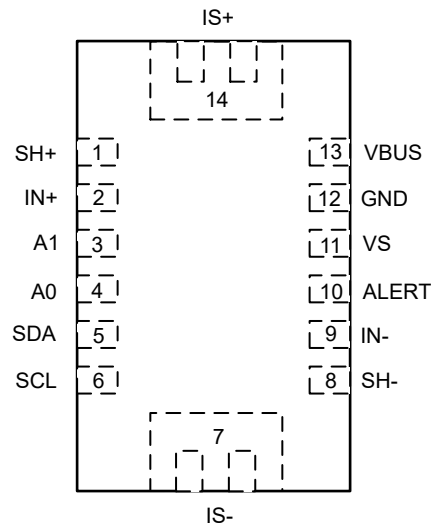 IS+
14
SH+ 1 13 VBUS
IN+ 2 12 GND
A1 3 11 VS
A0 4 10 ALERT
SDA 5 9 IN-
SCL 6 8 SH-
7
IS-